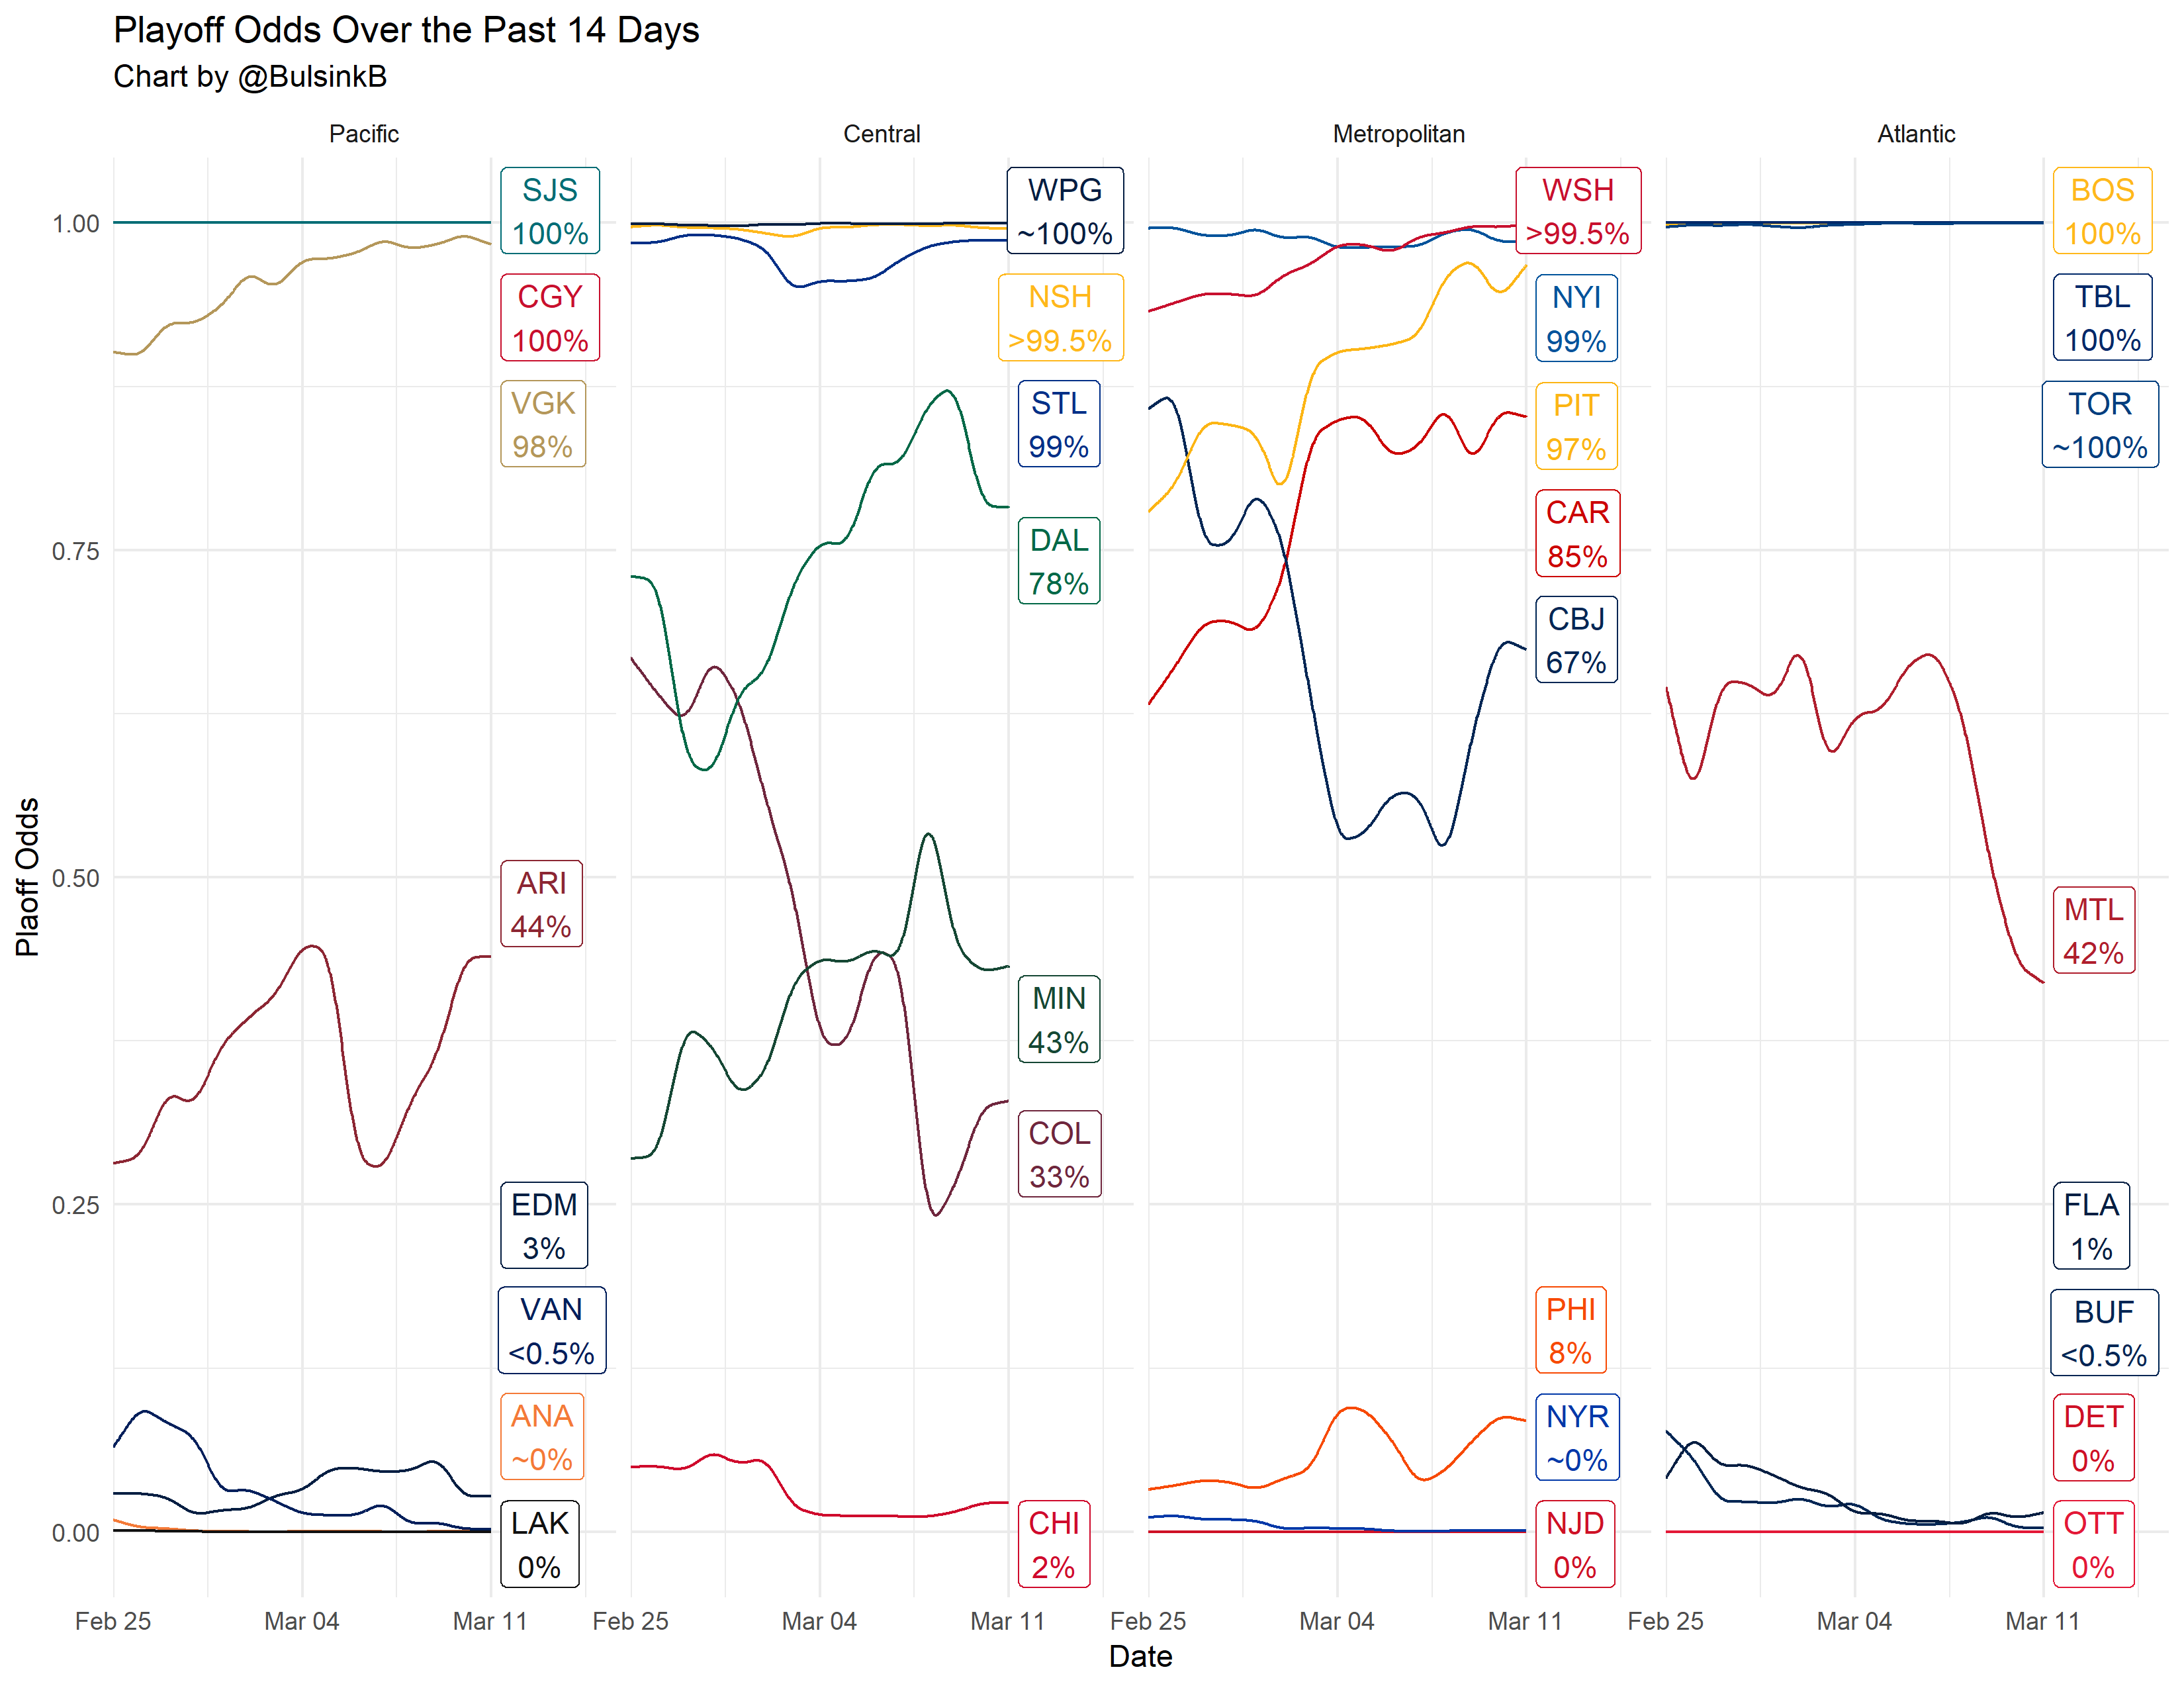 Playoff Odds Over the Past 14 Days
Chart by @BulsinkB
Pacific
Central
Metropolitan
Atlantic
Plaoff Odds
1.00
0.75
0.50
0.25
0.00
SJS
100%
CGY
100%
VGK
98%
ARI
44%
EDM
3%
VAN
<0.5%
ANA
~0%
LAK
0%
WPG
~100%
NSH
>99.5%
STL
99%
DAL
78%
MIN
43%
COL
33%
CHI
2%
WSH
>99.5%
NYI
99%
PIT
97%
CAR
85%
CBJ
67%
PHI
8%
NYR
~0%
NJD
0%
BOS
100%
TBL
100%
TOR
~100%
MTL
42%
FLA
1%
BUF
<0.5%
DET
0%
OTT
0%
Feb 25
Mar 04
Mar 11
Feb 25
Mar 04
Mar 11
Feb 25
Mar 04
Mar 11
Feb 25
Mar 04
Mar 11
Date